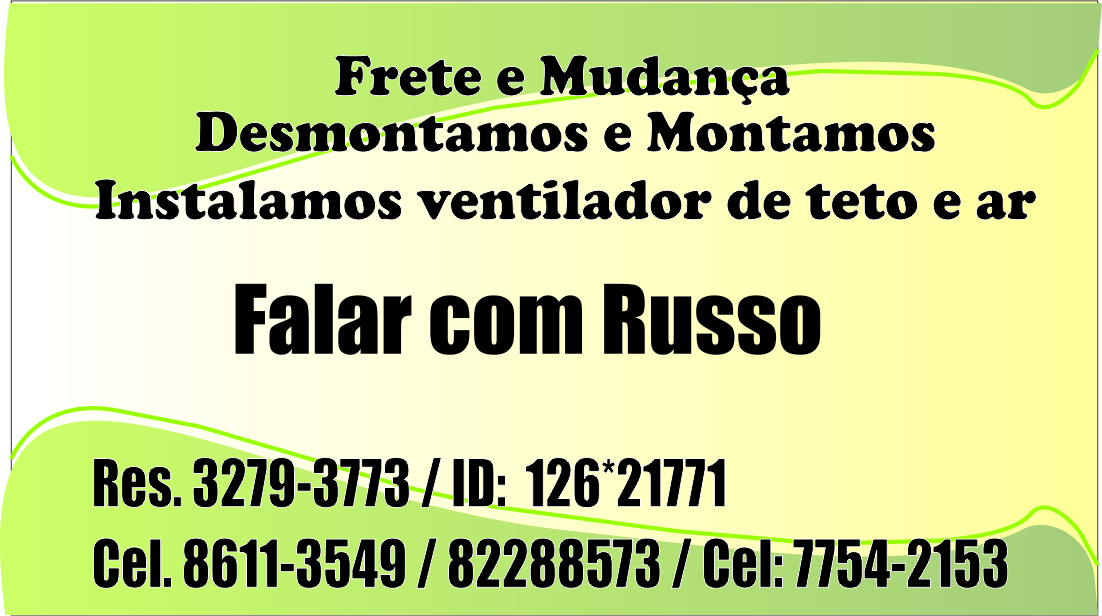 Frete e Mudança
Desmontamos e Montamos
Instalamos ventilador de teto e ar
Falar com Russo
Res. 3279-3773 / ID: 126*21771
Cel. 8611-3549 / 82288573 / Cel: 7754-2153